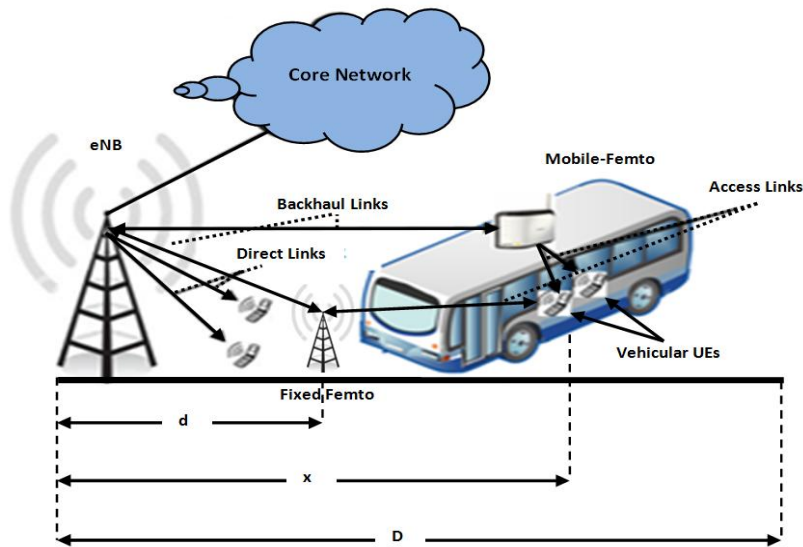 Core Network
eNB
Mobile-Femto
Access Links
Backhaul Links
Direct Links
Vehicular UEs
Fixed Femto
d
x
D